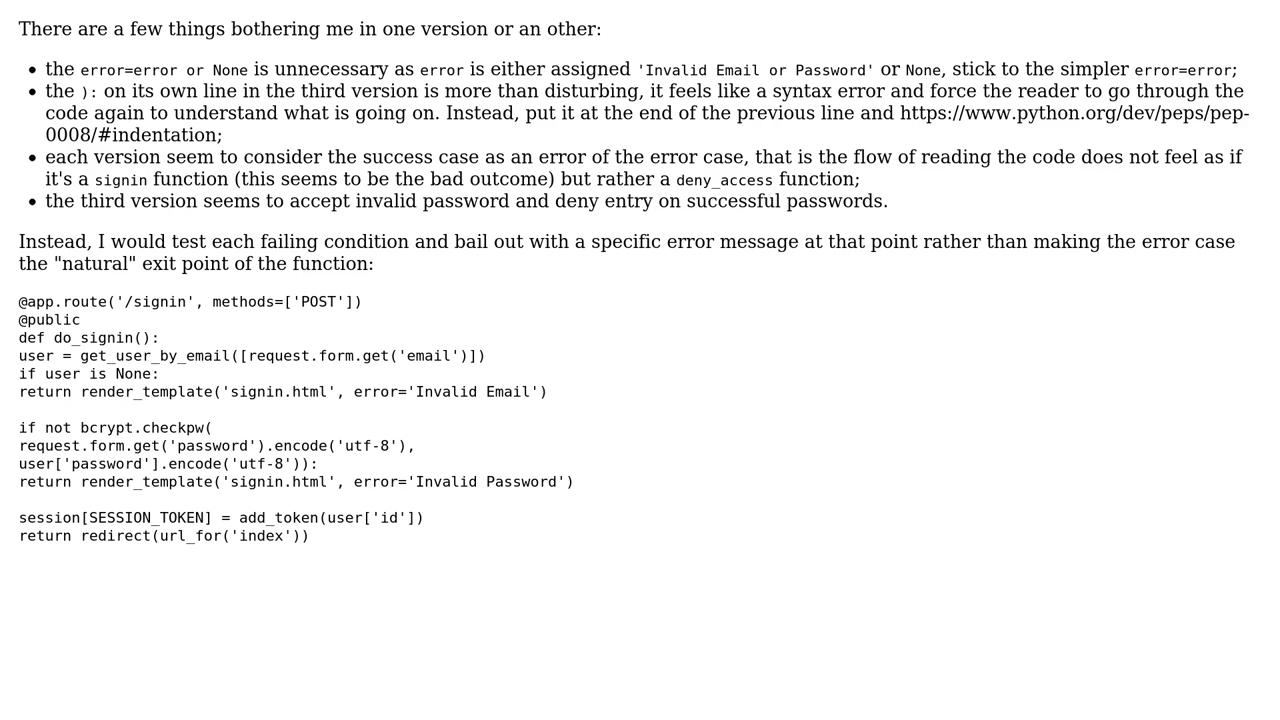 There are a few things bothering me in one version or an other:
• the error=error or None is unnecessary as error is either assigned 'Invalid Email or Password' or None, stick to the simpler error=error;
• the ): on its own line in the third version is more than disturbing, it feels like a syntax error and force the reader to go through the
code again to understand what is going on. Instead, put it at the end of the previous line and https://www.python.org/dev/peps/pep-
0008/#indentation;
• each version seem to consider the success case as an error of the error case, that is the flow of reading the code does not feel as if
it's a signin function (this seems to be the bad outcome) but rather a deny_access function;
• the third version seems to accept invalid password and deny entry on successful passwords.
Instead, I would test each failing condition and bail out with a specific error message at that point rather than making the error case
the "natural" exit point of the function:
@app.route('/signin', methods=['POST'])
@public
def do_signin():
user = get_user_by_email([request.form.get('email')])
if user is None:
return render_template('signin.html', error='Invalid Email')
if not bcrypt.checkpw(
request.form.get('password').encode('utf-8'),
user['password'].encode('utf-8')):
return render_template('signin.html', error='Invalid Password')
session[SESSION_TOKEN] = add_token(user['id'])
return redirect(url_for('index'))